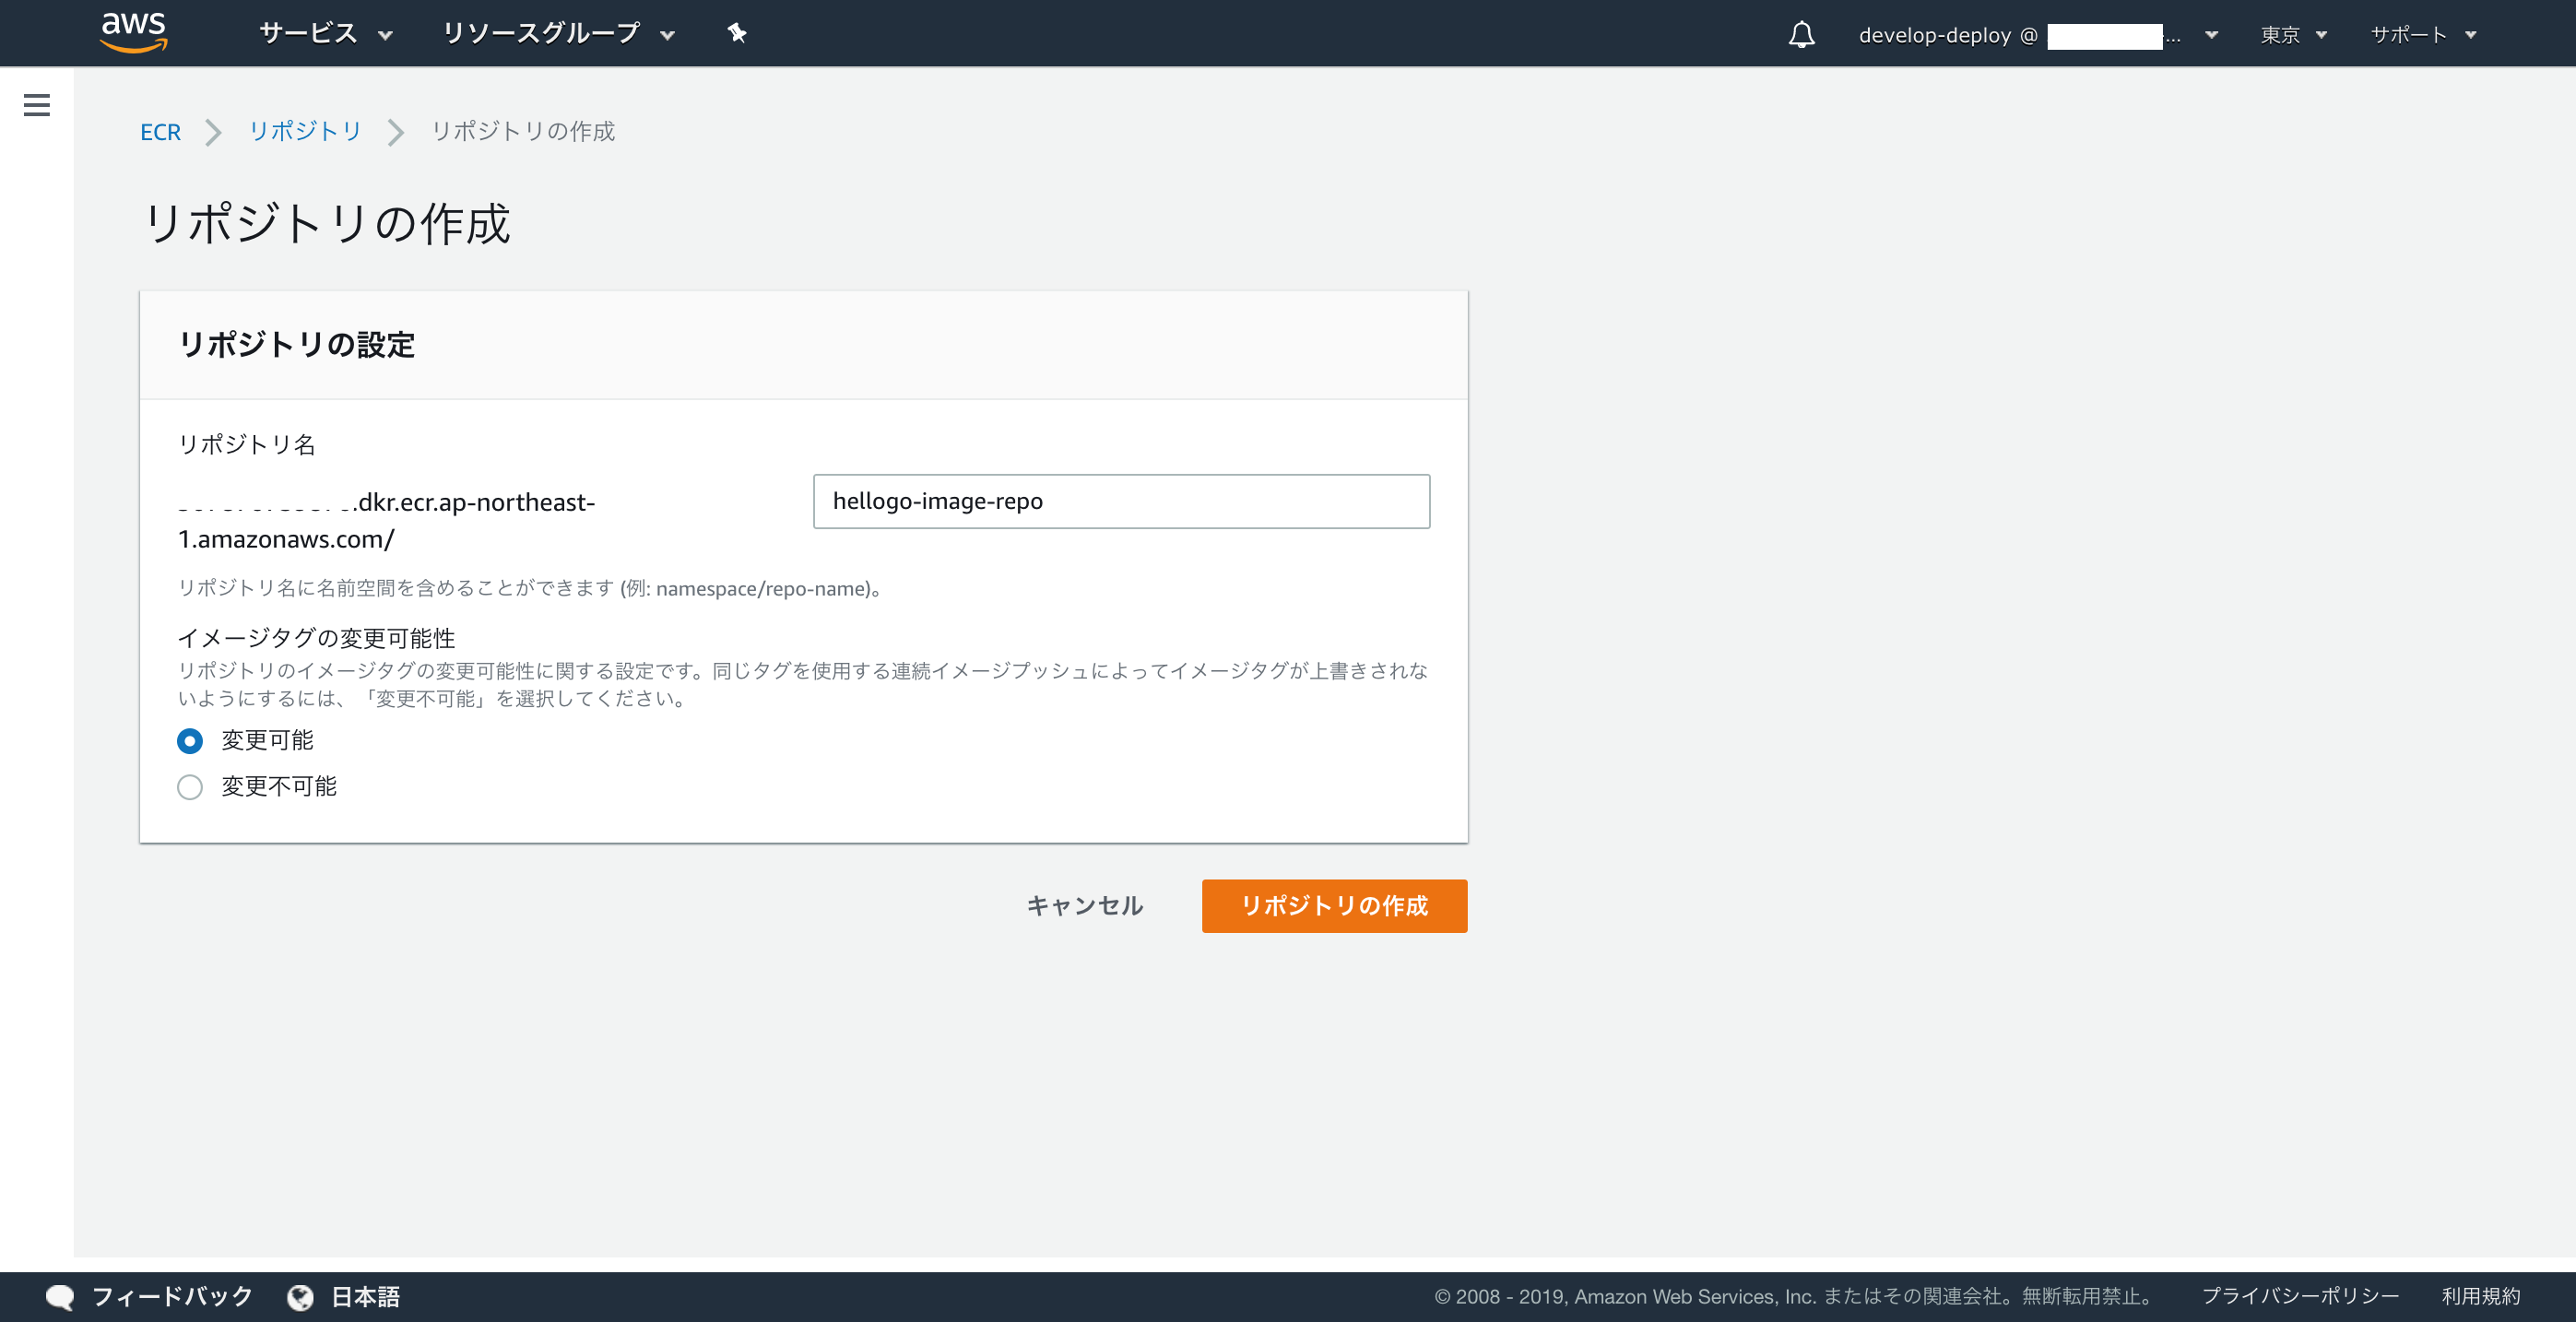 aws
サービス
リソースグループ
develop-deploy @ ...
東京
サポート
ECR
リポジトリ
リポジトリの作成
リポジトリの作成
リポジトリの設定
リポジトリ名
.dkr.ecr.ap-northeast-
1.amazonaws.com/
hellogo-image-repo
リポジトリ名に名前空間を含めることができます (例: namespace/repo-name)。
イメージタグの変更可能性
リポジトリのイメージタグの変更可能性に関する設定です。同じタグを使用する連続イメージプッシュによってイメージタグが上書きされな
いようにするには、「変更不可能」を選択してください。
変更可能
変更不可能
キャンセル
リポジトリの作成
フィードバック
日本語
© 2008 - 2019, Amazon Web Services, Inc. またはその関連会社。無断転用禁止。
プライバシーポリシー
利用規約